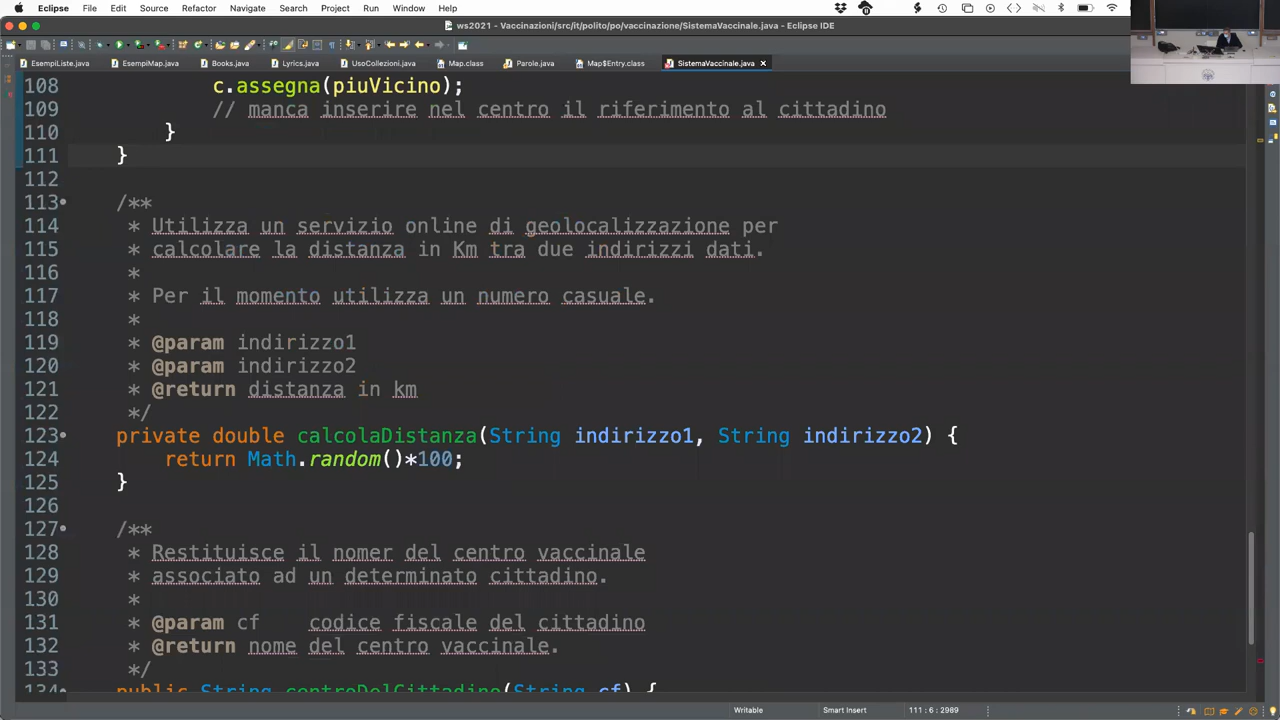 Eclipse File Edit Source Refactor Navigate Search Project Run Window Help
ws2021 - Vaccinazioni/src/it/polito/po/vaccinazione/SistemaVaccinale.java - Eclipse IDE
EsempiListe.java EsempiMap.java Books.java Lyrics.java UsoCollezioni.java Map.class Parole.java Map$Entry.class SistemaVaccinale.java
108 c.assegna(piuVicino);
109 // manca inserire nel centro il riferimento al cittadino
110 }
111 }
112
113 /**
114 * Utilizza un servizio online di geolocalizzazione per
115 * calcolare la distanza in Km tra due indirizzi dati.
116 *
117 * Per il momento utilizza un numero casuale.
118 *
119 * @param indirizzo1
120 * @param indirizzo2
121 * @return distanza in km
122 */
123 private double calcolaDistanza(String indirizzo1, String indirizzo2) {
124 return Math.random()*100;
125 }
126
127 /**
128 * Restituisce il nomer del centro vaccinale
129 * associato ad un determinato cittadino.
130 *
131 * @param cf codice fiscale del cittadino
132 * @return nome del centro vaccinale.
133 */
134 public String centroDelCittadino(String cf) {
Writable Smart Insert 111 : 6 : 2989